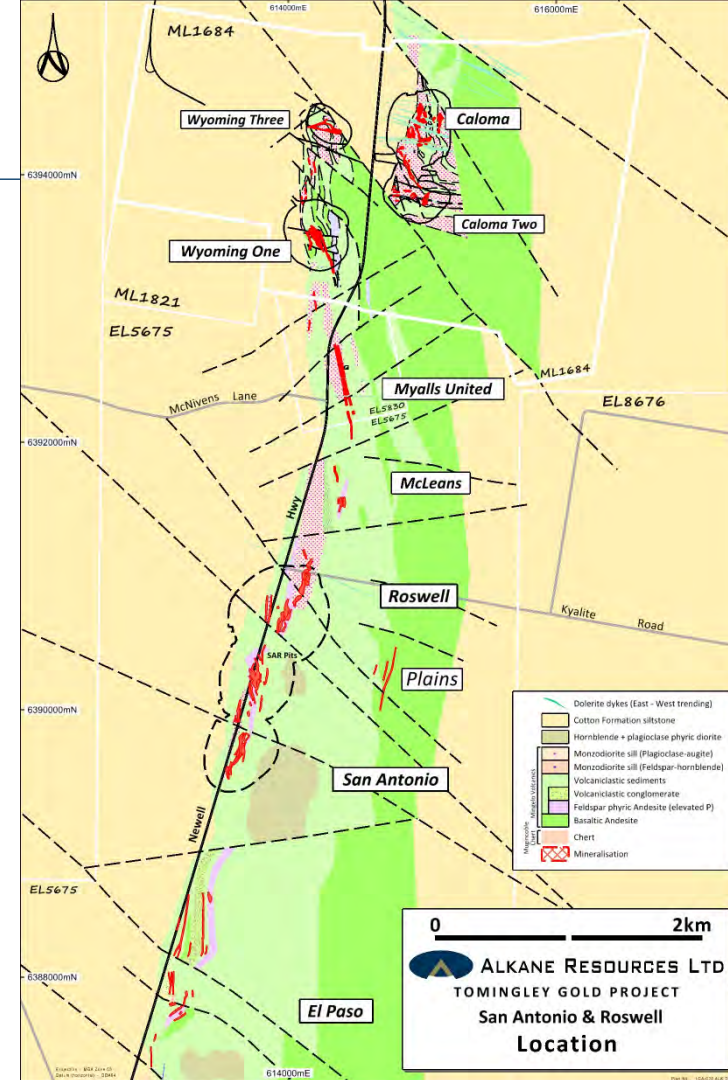 614000mE
616000mE
ML1684
Wyoming Three
Caloma
6394000mN
Caloma Two
Wyoming One
ML1821
EL5675
ML1684
Myalls United
EL8676
McNivens Lane
EL5830
EL5675
6392000mN
McLeans
Hwy
Roswell
Kyalite Road
SAR Pits
Plains
6390000mN
San Antonio
Newell
Dolerite dykes (East - West trending)
Cotton Formation siltstone
Hornblende + plagioclase phyric diorite
Mingelo Volcanics
Monzodiorite sill (Plagioclase-augite)
Monzodiorite sill (Feldspar-hornblende)
Volcaniclastic sediments
Volcaniclastic conglomerate
Feldspar phyric Andesite (elevated P)
Basaltic Andesite
Chert
Chert
Mineralisation
EL5675
0 2km
ALKANE RESOURCES LTD
TOMINGLEY GOLD PROJECT
San Antonio & Roswell
Location
6388000mN
El Paso
614000mE